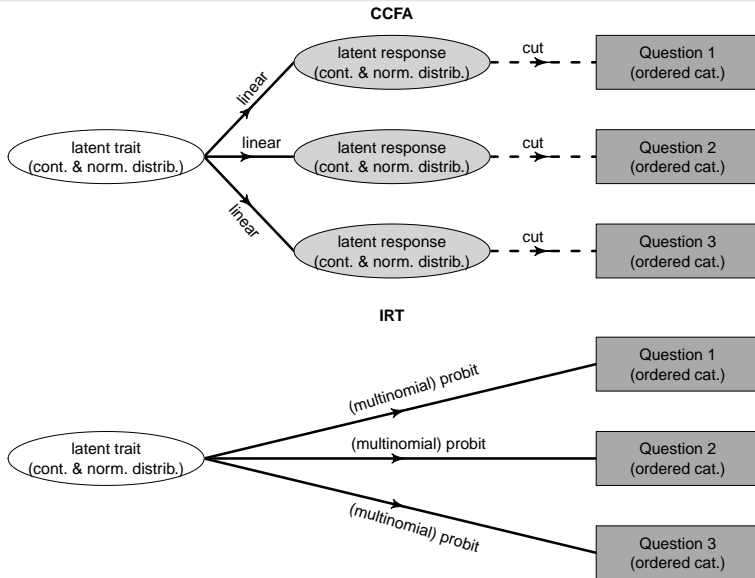 CCFA
latent response
(cont. & norm. distrib.)
cut
Question 1
(ordered cat.)
linear
latent trait
(cont. & norm. distrib.)
linear
latent response
(cont. & norm. distrib.)
cut
Question 2
(ordered cat.)
linear
latent response
(cont. & norm. distrib.)
cut
Question 3
(ordered cat.)
IRT
Question 1
(ordered cat.)
(multinomial) probit
latent trait
(cont. & norm. distrib.)
(multinomial) probit
Question 2
(ordered cat.)
(multinomial) probit
Question 3
(ordered cat.)